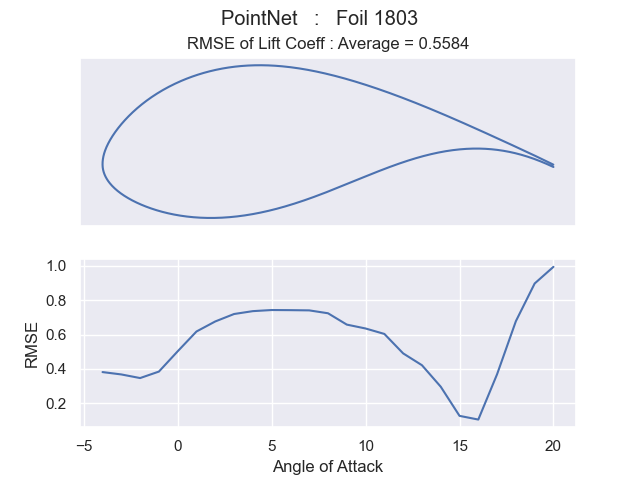 PointNet   :   Foil 1803
RMSE of Lift Coeff : Average = 0.5584
1.0
0.8
0.6
0.4
0.2
RMSE
−5 0 5 10 15 20
Angle of Attack